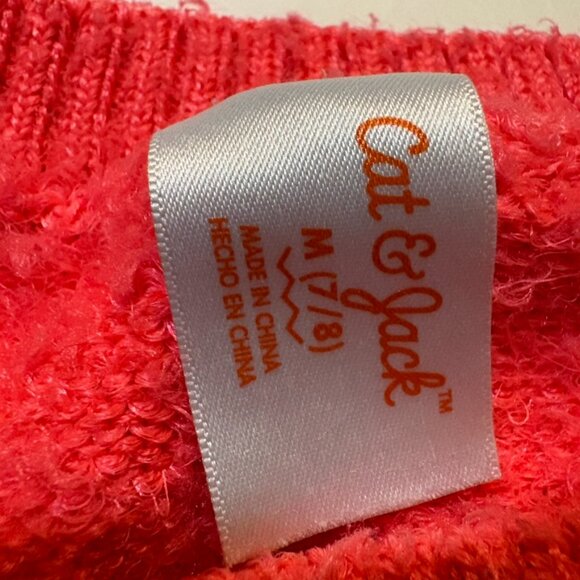 Cat & Jack™
M (7/8)
MADE IN CHINA
HECHO EN CHINA